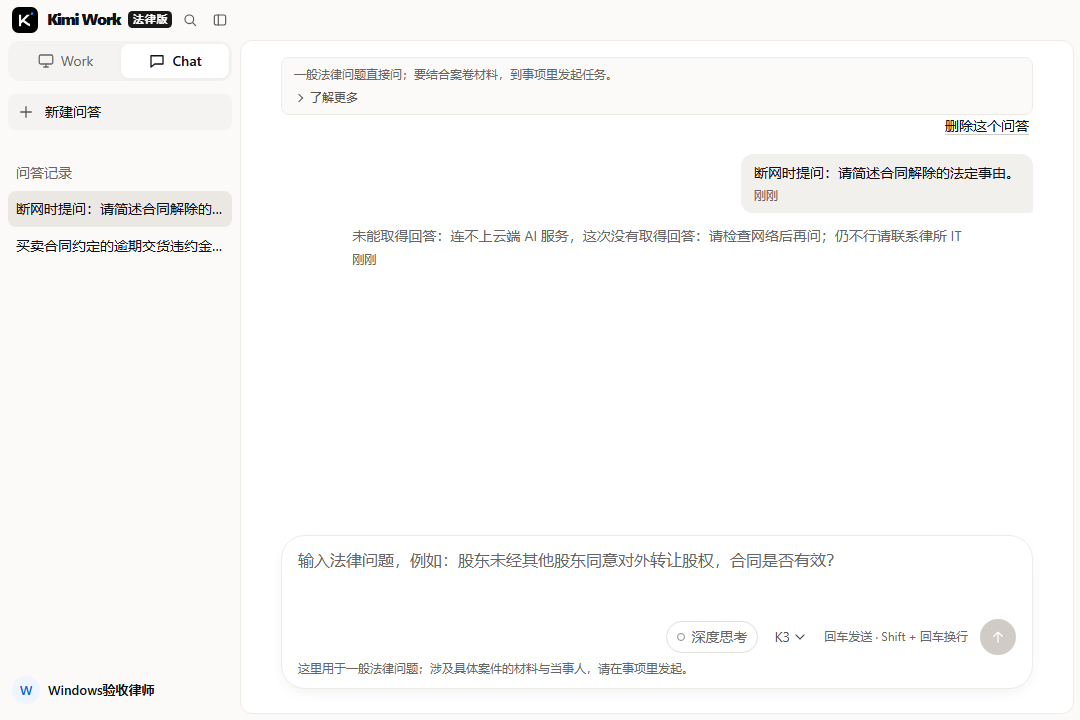 Kimi Work 法律版
Work
Chat
新建问答
问答记录
断网时提问：请简述合同解除的...
买卖合同约定的逾期交货违约金...
W Windows验收律师
一般法律问题直接问；要结合案卷材料，到事项里发起任务。
了解更多
删除这个问答
断网时提问：请简述合同解除的法定事由。
刚刚
未能取得回答：连不上云端 AI 服务，这次没有取得回答：请检查网络后再问；仍不行请联系律所 IT
刚刚
输入法律问题，例如：股东未经其他股东同意对外转让股权，合同是否有效？
深度思考
K3
回车发送 · Shift + 回车换行
这里用于一般法律问题；涉及具体案件的材料与当事人，请在事项里发起。